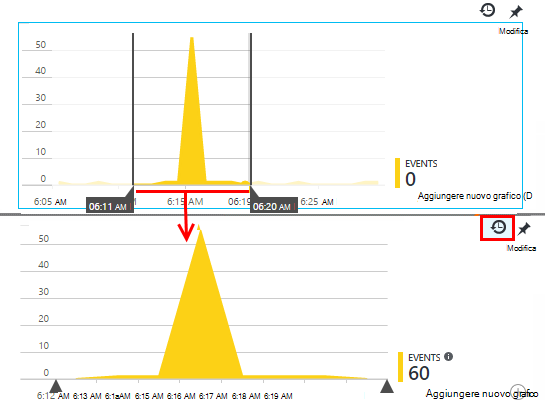 Modifica
50
40
30
20
10
0
EVENTS
0
6:05 AM 6:15 AM 06:19 6:25 AM
Aggiungere nuovo grafico (D
06:11 AM 06:20 AM
Modifica
50
40
30
20
10
0
EVENTS
60
6:12 AM 6:13 AM 6:1aAM 6:15 AM 6:16 AM 6:17 AM 6:18 AM 6:19 AM
Aggiungere nuovo grafico